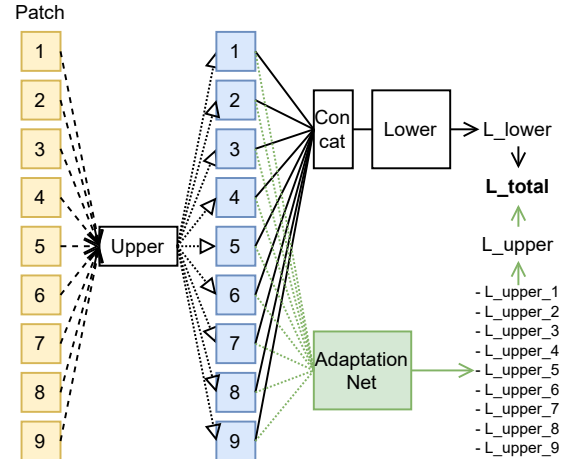 Patch
1
2
3
4
5
6
7
8
9
Upper
1
2
3
4
5
6
7
8
9
Con
cat
Lower
L_lower
L_total
L_upper
Adaptation
Net
- L_upper_1
- L_upper_2
- L_upper_3
- L_upper_4
- L_upper_5
- L_upper_6
- L_upper_7
- L_upper_8
- L_upper_9